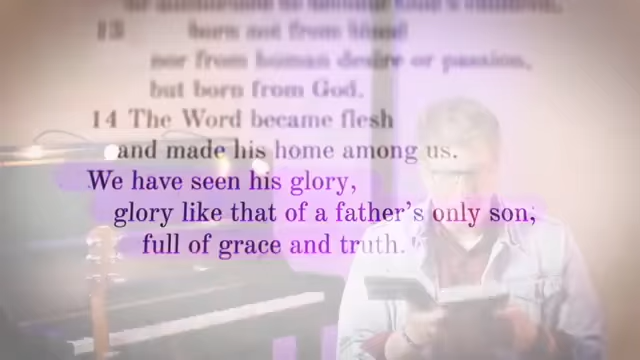 13 born not from blood
nor from human desire or passion,
but born from God.
14 The Word became flesh
and made his home among us.
We have seen his glory,
glory like that of a father's only son,
full of grace and truth.